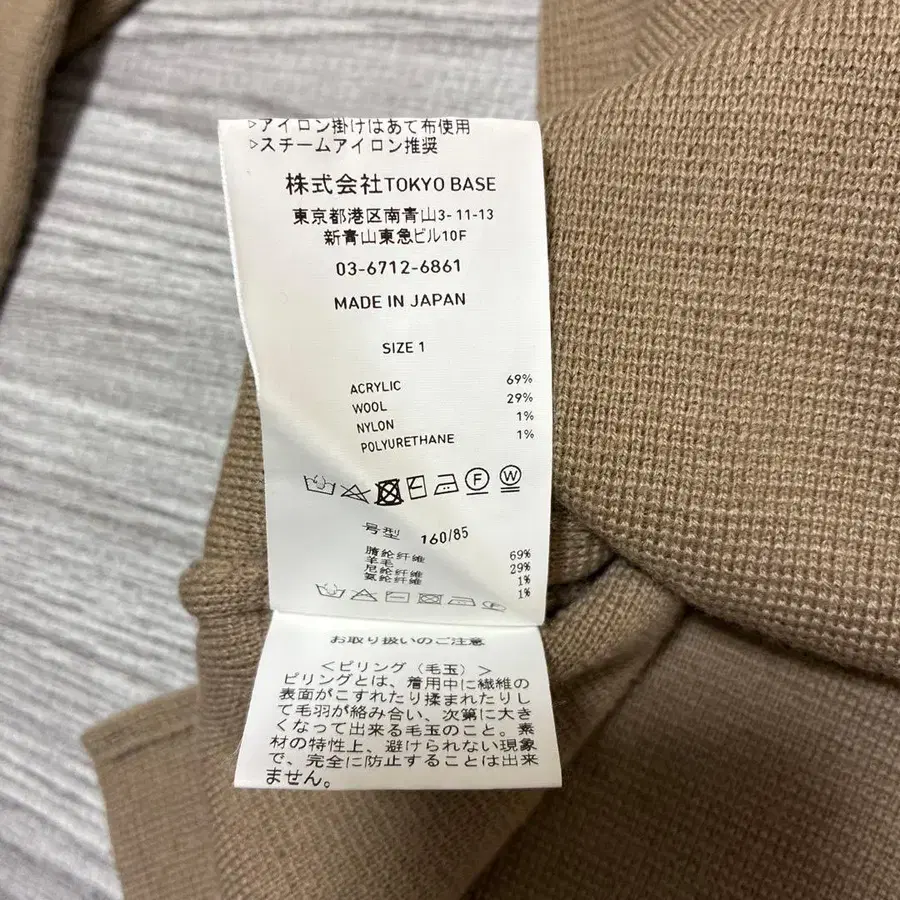 ▷アイロン掛けはあて布使用
▷スチームアイロン推奨
株式会社TOKYO BASE
東京都港区南青山3-11-13
新青山東急ビル10F
03-6712-6861
MADE IN JAPAN
SIZE 1
ACRYLIC 69%
WOOL 29%
NYLON 1%
POLYURETHANE 1%
F W
号型 160/85
腈纶纤维 69%
羊毛 29%
尼纶纤维 1%
氨纶纤维 1%
お取り扱いのご注意
<ピリング(毛玉)>
ピリングとは、着用中に繊維の
表面がこすれたり揉まれたりし
て毛羽が絡み合い、次第に大き
くなって出来る毛玉のこと。素
材の特性上、避けられない現象
で、完全に防止することは出来
ません。